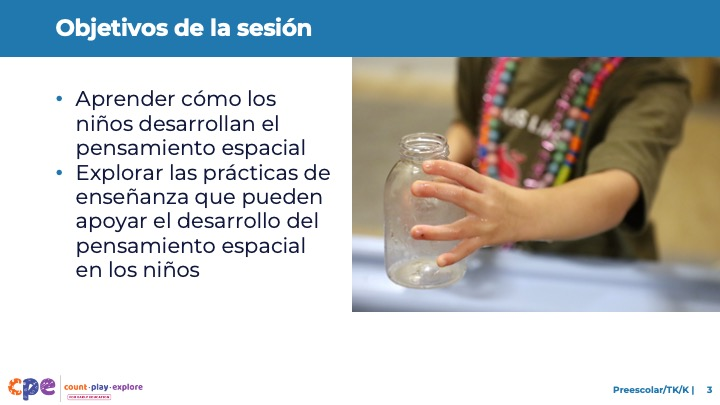 Objetivos de la sesión
• Aprender cómo los
niños desarrollan el
pensamiento espacial
• Explorar las prácticas de
enseñanza que pueden
apoyar el desarrollo del
pensamiento espacial
en los niños
cpe
count·play·explore
Preescolar/TK/K | 3